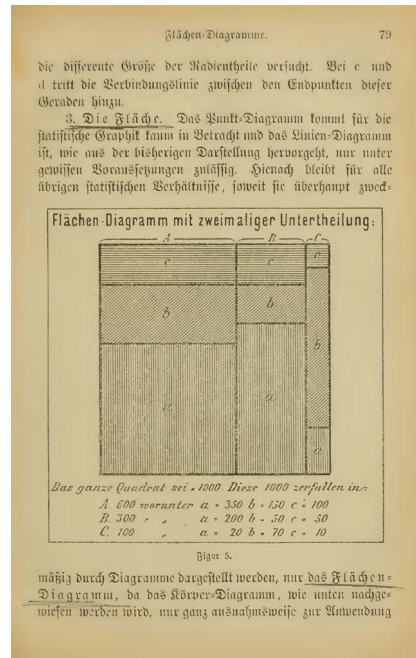 Flächen-Diagramme. 79
die differente Größe der Radientheile versucht. Bei c und
d tritt die Verbindungslinie zwischen den Endpunkten dieser
Geraden hinzu.
3. Die Fläche. Das Punkt-Diagramm kommt für die
statistische Graphik kaum in Betracht und das Linien-Diagramm
ist, wie aus der bisherigen Darstellung hervorgeht, nur unter
gewissen Voraussetzungen zulässig. Hienach bleibt für alle
übrigen statistischen Verhältnisse, soweit sie überhaupt zweck-
Flächen-Diagramm mit zweimaliger Untertheilung:
A B C
c c c
b b b
a a a
Das ganze Quadrat sei = 1000 Diese 1000 zerfallen in:
A. 600 worunter a = 350 b = 150 c = 100
B. 300 " " a = 200 b = 50 c = 50
C. 100 " a = 20 b = 70 c = 10
Figur 5.
mäßig durch Diagramme dargestellt werden, nur das Flächen-
Diagramm, da das Körper-Diagramm, wie unten nachge-
wiesen werden wird, nur ganz ausnahmsweise zur Anwendung